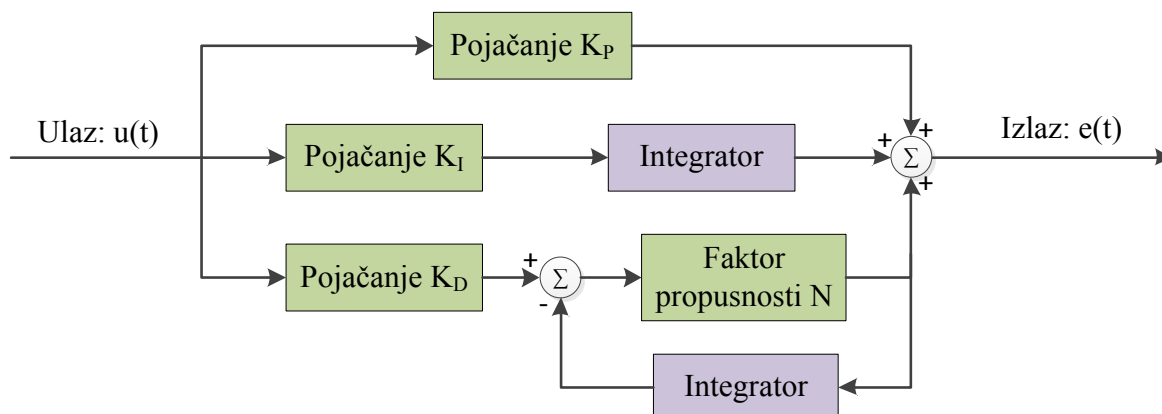 Pojačanje K_P
Ulaz: u(t)
Pojačanje K_I
Integrator
+
+
Σ
+
Izlaz: e(t)
Pojačanje K_D
+
Σ
-
Faktor
propusnosti N
Integrator